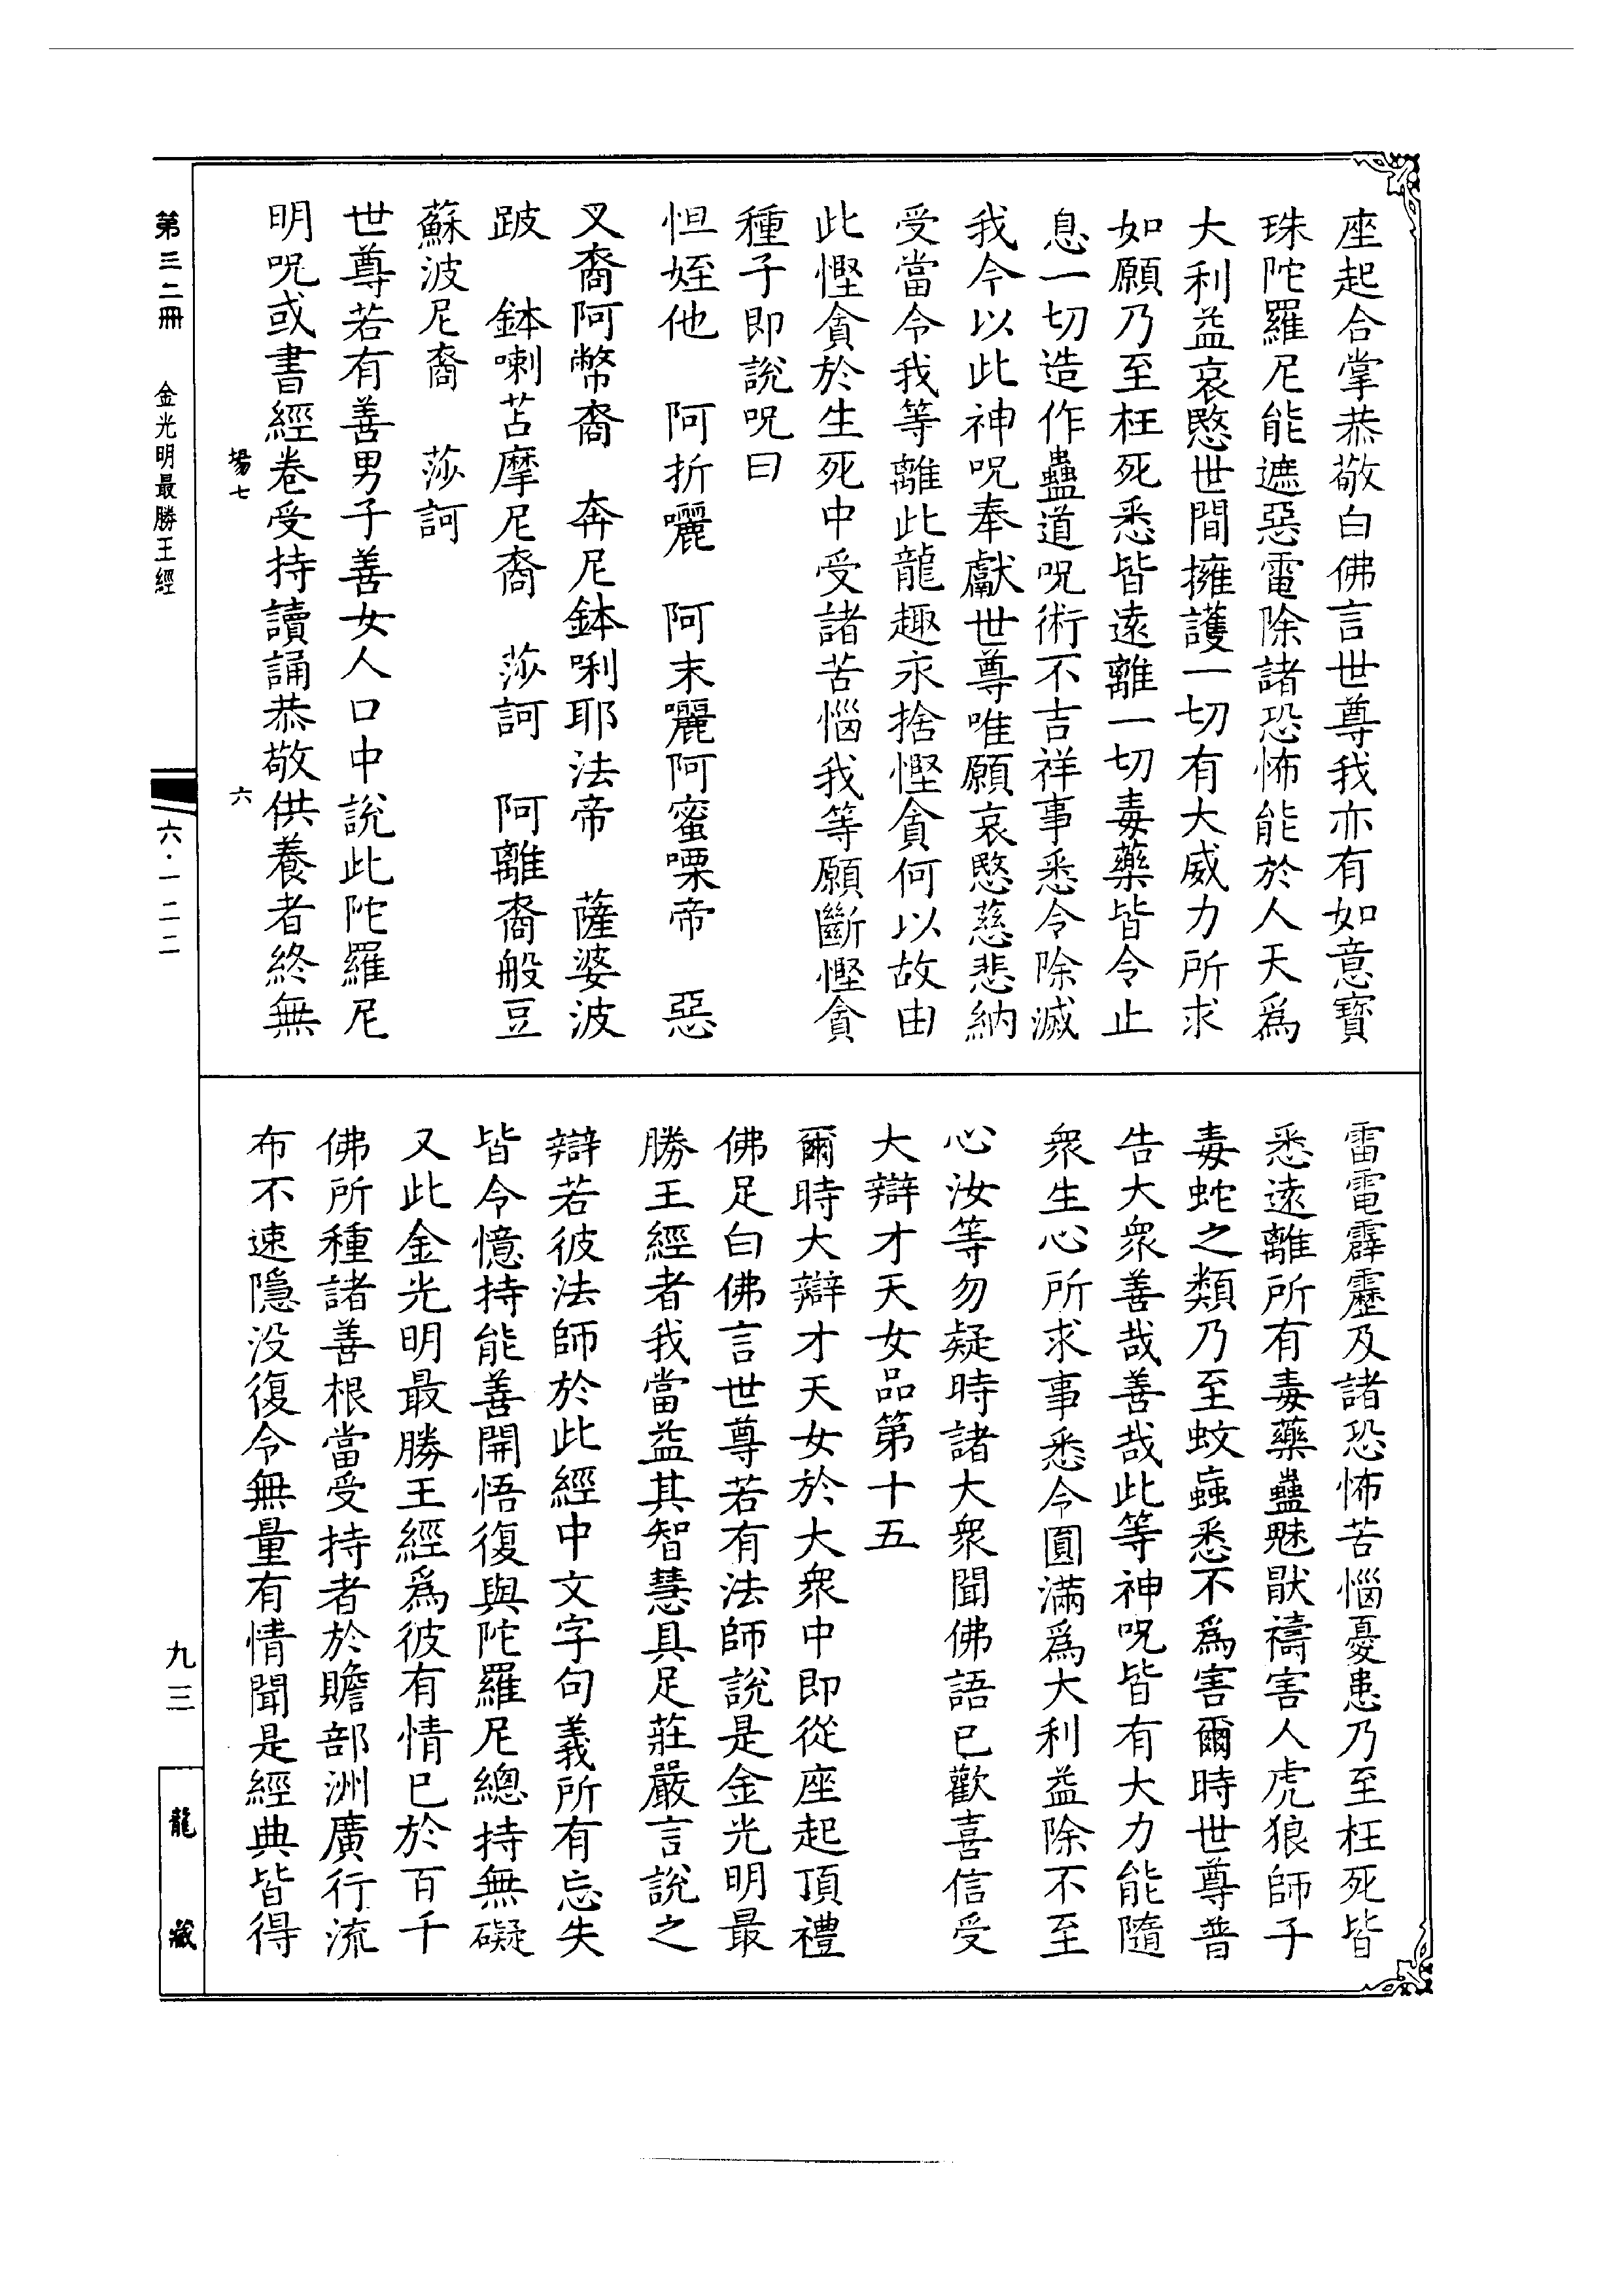 座起合掌恭敬白佛言世尊我亦有如意寶
珠陀羅尼能遮惡電除諸恐怖能於人天爲
大利益哀愍世間擁護一切有大威力所求
如願乃至枉死悉皆遠離一切毒藥皆令止
息一切造作蠱道呪術不吉祥事悉令除滅
我今以此神呪奉獻世尊唯願哀愍慈悲納
受當令我等離此龍趣永捨慳貪何以故由
此慳貪於生死中受諸苦惱我等願斷慳貪
種子即說呪曰
怛姪他　阿折囇　阿末囇阿蜜㗚帝　惡
叉裔阿幣裔　奔尼鉢唎耶法帝　薩婆波
跛　鉢喇苫摩尼裔　莎訶　阿離裔般豆
蘇波尼裔　莎訶
世尊若有善男子善女人口中說此陀羅尼
明呪或書經卷受持讀誦恭敬供養者終無
場七
六
雷電霹靂及諸恐怖苦惱憂患乃至枉死皆
悉遠離所有毒藥蠱魅厭禱害人虎狼師子
毒蛇之類乃至蚊蟲悉不爲害爾時世尊普
告大衆善哉善哉此等神呪皆有大力能隨
衆生心所求事悉令圓滿爲大利益除不至
心汝等勿疑時諸大衆聞佛語已歡喜信受
大辯才天女品第十五
爾時大辯才天女於大衆中即從座起頂禮
佛足白佛言世尊若有法師說是金光明最
勝王經者我當益其智慧具足莊嚴言說之
辯若彼法師於此經中文字句義所有忘失
皆令憶持能善開悟復與陀羅尼總持無礙
又此金光明最勝王經爲彼有情已於百千
佛所種諸善根當受持者於贍部洲廣行流
布不速隱没復令無量有情聞是經典皆得
第三二冊　金光明最勝王經
六·一二二
九三
龍藏